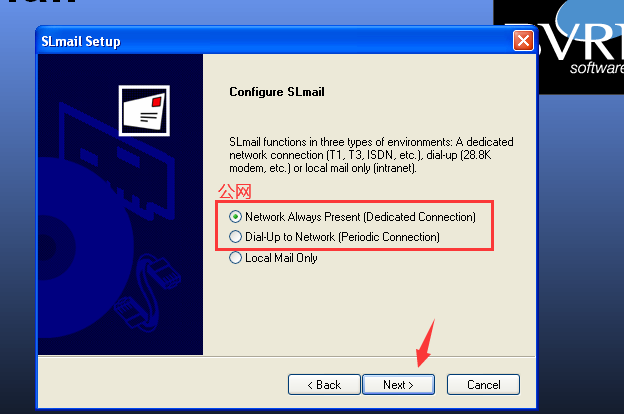 SLmail Setup
VRI
software
Configure SLmail
SLmail functions in three types of environments: A dedicated
network connection (T1, T3, ISDN, etc.), dial-up (28.8K
modem, etc.) or local mail only (intranet).
公网
Network Always Present (Dedicated Connection)
Dial-Up to Network (Periodic Connection)
Local Mail Only
< Back
Next >
Cancel